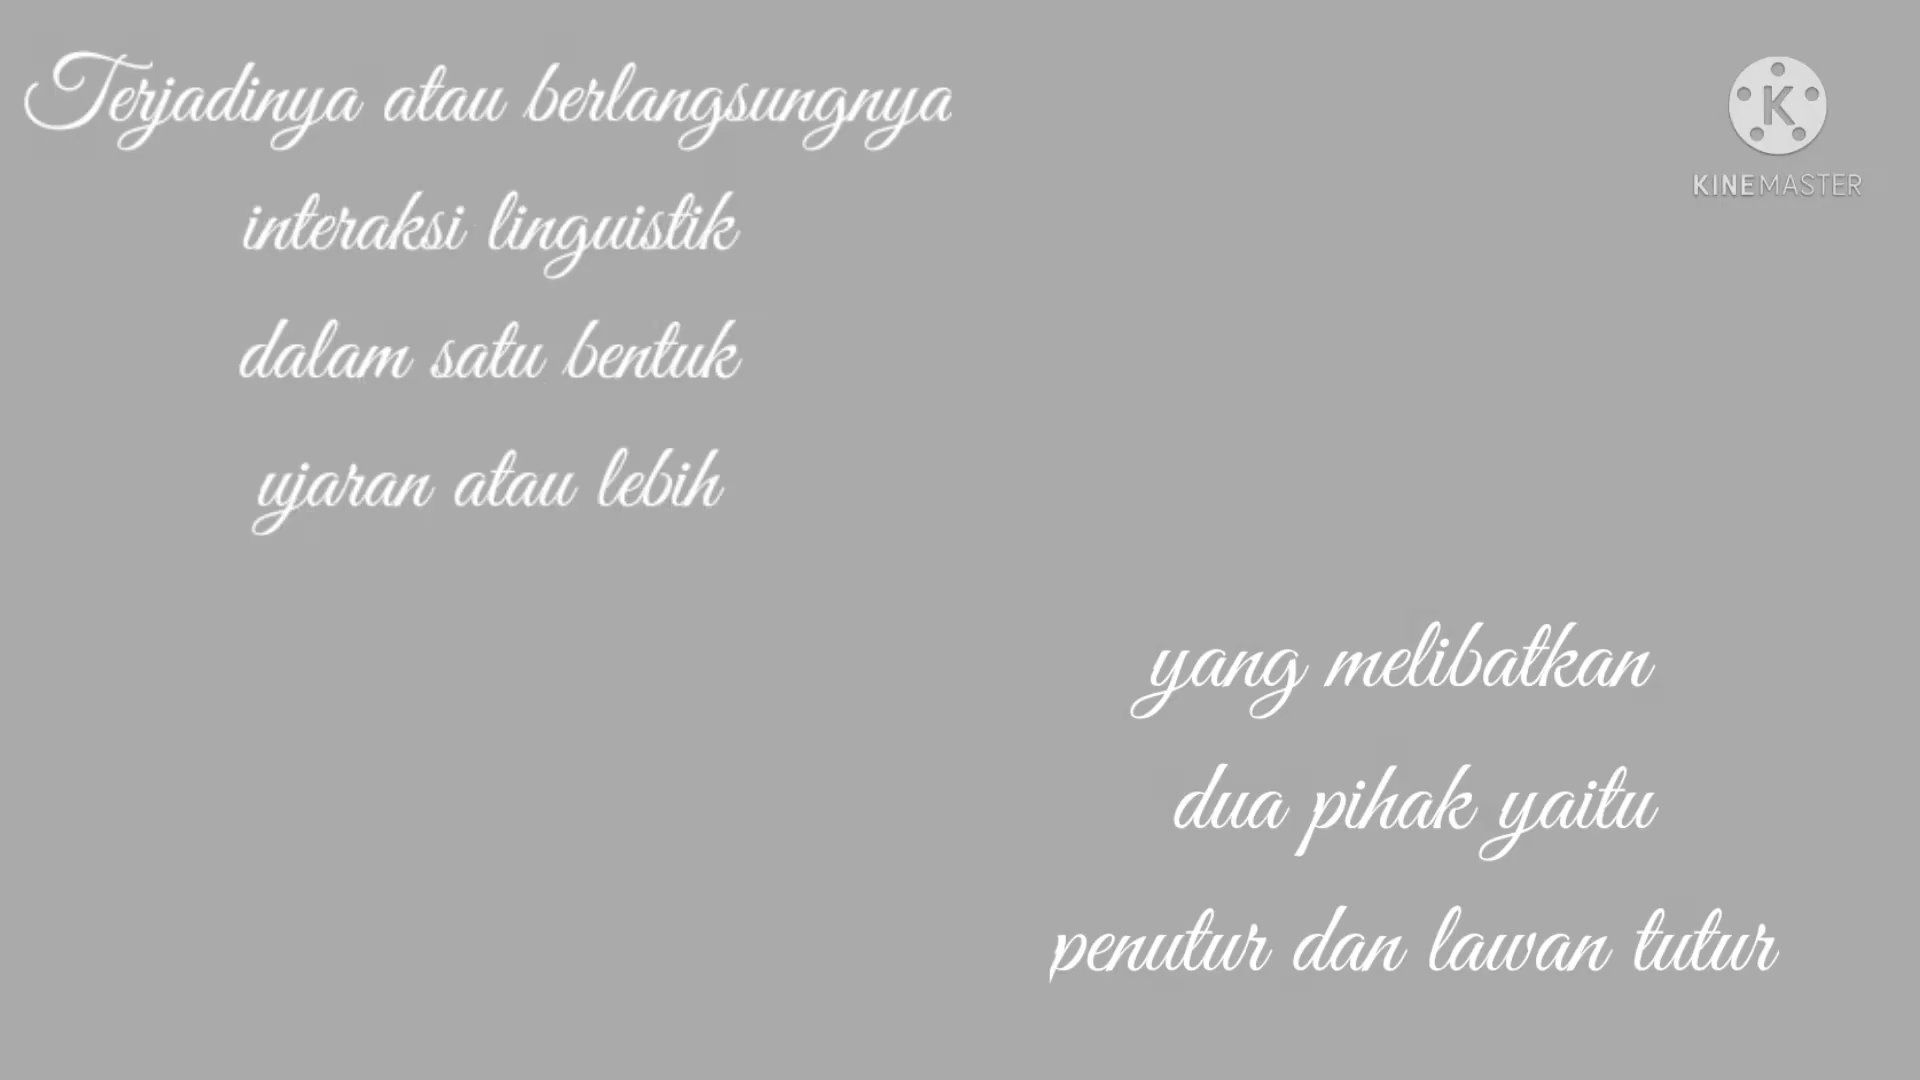 Terjadinya atau berlangsungnya
interaksi linguistik
dalam satu bentuk
ujaran atau lebih
yang melibatkan
dua pihak yaitu
penutur dan lawan tutur
K
KINEMASTER